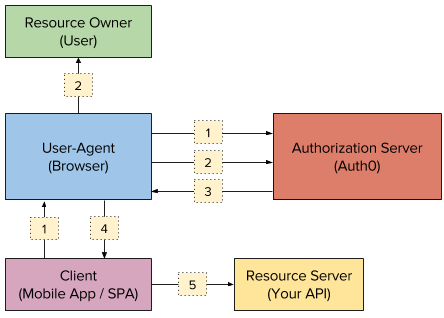 Resource Owner
(User)
2
User-Agent
(Browser)
1
2
3
Authorization Server
(Auth0)
1
4
Client
(Mobile App / SPA)
5
Resource Server
(Your API)